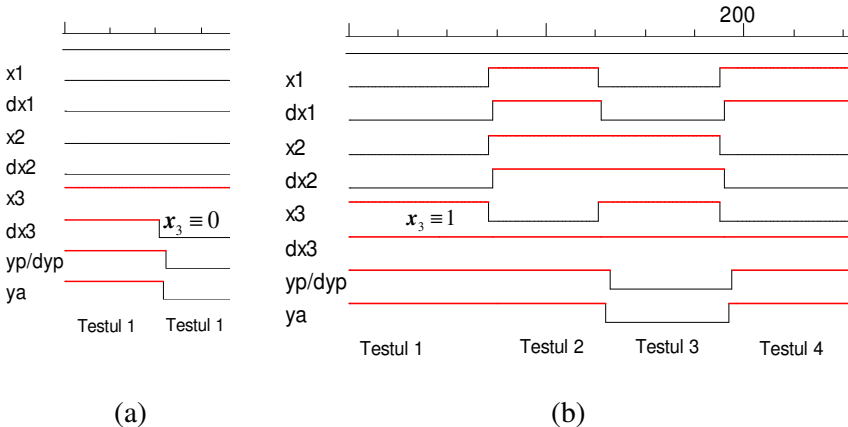 x1
dx1
x2
dx2
x3
dx3
x₃ ≡ 0
yp/dyp
ya
Testul 1 Testul 1
(a)
200
x1
dx1
x2
dx2
x3
x₃ ≡ 1
dx3
yp/dyp
ya
Testul 1 Testul 2 Testul 3 Testul 4
(b)